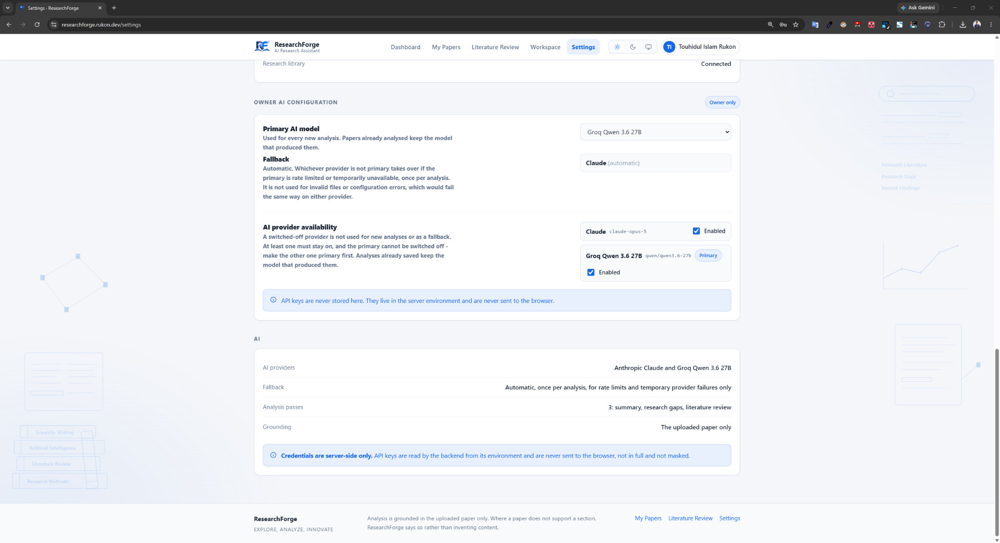 Settings · ResearchForge
Ask Gemini
researchforge.rukon.dev/settings
ResearchForge
AI Research Assistant
Dashboard
My Papers
Literature Review
Workspace
Settings
TI
Touhidul Islam Rukon
Research library
Connected
OWNER AI CONFIGURATION
Owner only
Primary AI model
Used for every new analysis. Papers already analysed keep the model
that produced them.
Groq Qwen 3.6 27B
Fallback
Automatic. Whichever provider is not primary takes over if the
primary is rate limited or temporarily unavailable, once per analysis.
It is not used for invalid files or configuration errors, which would fail
the same way on either provider.
Claude (automatic)
AI provider availability
A switched-off provider is not used for new analyses or as a fallback.
At least one must stay on, and the primary cannot be switched off -
make the other one primary first. Analyses already saved keep the
model that produced them.
Claude claude-opus-5
Enabled
Groq Qwen 3.6 27B qwen/qwen3.6-27b Primary
Enabled
API keys are never stored here. They live in the server environment and are never sent to the browser.
AI
AI providers
Anthropic Claude and Groq Qwen 3.6 27B
Fallback
Automatic, once per analysis, for rate limits and temporary provider failures only
Analysis passes
3: summary, research gaps, literature review
Grounding
The uploaded paper only
Credentials are server-side only. API keys are read by the backend from its environment and are never sent to the browser, not in full and not masked.
Relevant Literature
Research Gaps
Recent Findings
Scientific Writing
Artificial Intelligence
Literature Review
Research Methods
ResearchForge
EXPLORE, ANALYZE, INNOVATE
Analysis is grounded in the uploaded paper only. Where a paper does not support a section,
ResearchForge says so rather than inventing content.
My Papers
Literature Review
Settings